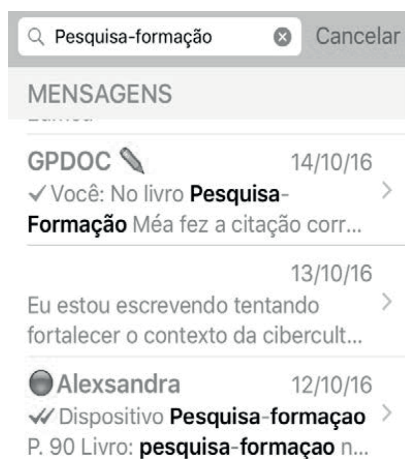 Pesquisa-formação Cancelar
MENSAGENS
GPDOC 14/10/16
Você: No livro Pesquisa-
Formação Méa fez a citação corr...
13/10/16
Eu estou escrevendo tentando
fortalecer o contexto da cibercult...
Alexsandra 12/10/16
Dispositivo Pesquisa-formaçao
P. 90 Livro: pesquisa-formaçao n...